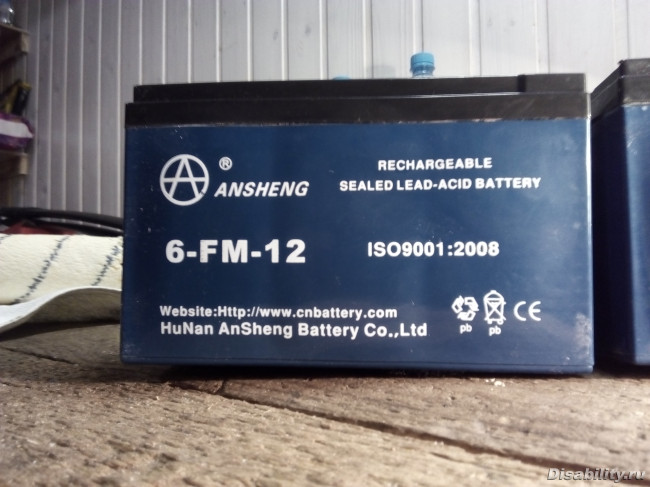 A ® ANSHENG
RECHARGEABLE
SEALED LEAD-ACID BATTERY
6-FM-12
ISO9001:2008
Website:Http://www.cnbattery.com
HuNan AnSheng Battery Co.,Ltd
pb pb CE
Disability.ru